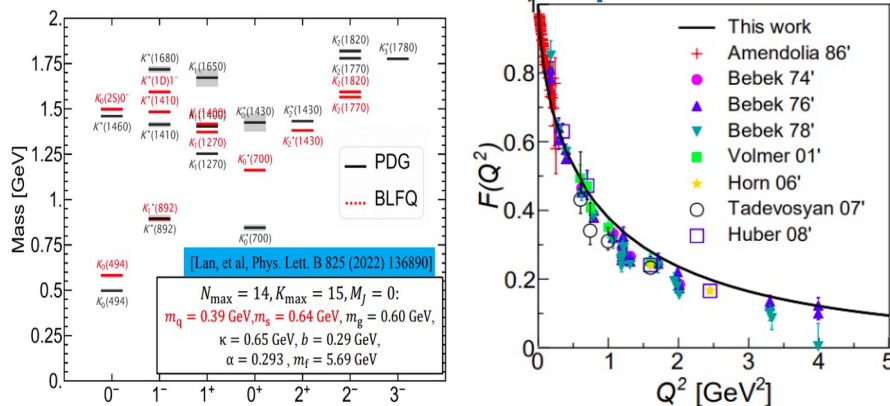 2.
1.75
1.5
1.25
1.
0.75
0.5
0.25
0.
Mass [GeV]
K*(1680)
K*(1D)1⁻
K*(1410)
K*(1410)
K₀(2S)0⁻
K*(1460)
K₁(1650)
K₁(1400)
K₁(1400)
K₁(1270)
K₁(1270)
K₀*(1430)
K₂*(1430)
K₂*(1430)
K₂(1820)
K₂(1770)
K₂(1820)
K₂(1770)
K₃*(1780)
K₀*(700)
K₀*(700)
K₁*(892)
K*(892)
K₀(494)
K₀(494)
PDG
BLFQ
[Lan, et al, Phys. Lett. B 825 (2022) 136890]
N_max = 14, K_max = 15, M_J = 0:
m_q = 0.39 GeV,m_s = 0.64 GeV, m_g = 0.60 GeV,
κ = 0.65 GeV, b = 0.29 GeV,
α = 0.293 , m_f = 5.69 GeV
0⁻ 1⁻ 1⁺ 0⁺ 2⁺ 2⁻ 3⁻
1
0.8
0.6
0.4
0.2
0
F(Q²)
This work
Amendolia 86'
Bebek 74'
Bebek 76'
Bebek 78'
Volmer 01'
Horn 06'
Tadevosyan 07'
Huber 08'
0 1 2 3 4 5
Q² [GeV²]